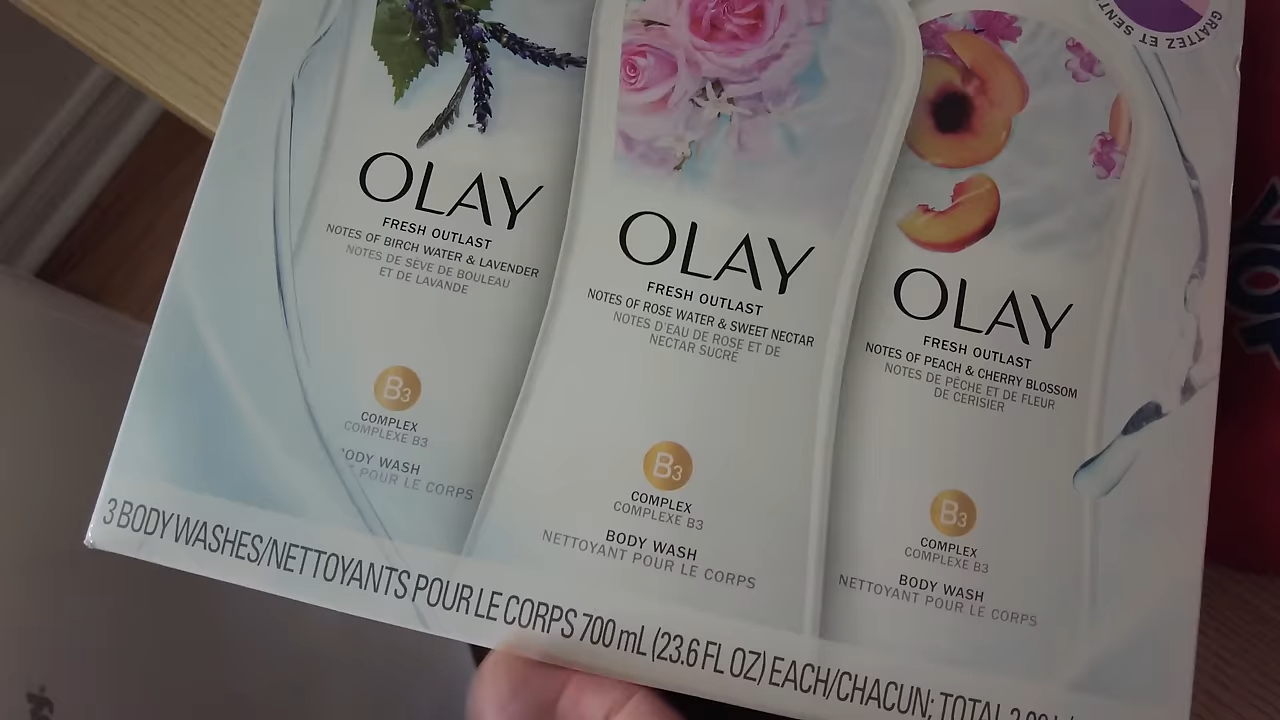 GRATTEZ ET SENT
OLAY
FRESH OUTLAST
NOTES OF BIRCH WATER & LAVENDER
NOTES DE SÈVE DE BOULEAU
ET DE LAVANDE
B3
COMPLEX
COMPLEXE B3
BODY WASH
POUR LE CORPS
OLAY
FRESH OUTLAST
NOTES OF ROSE WATER & SWEET NECTAR
NOTES D'EAU DE ROSE ET DE
NECTAR SUCRÉ
B3
COMPLEX
COMPLEXE B3
BODY WASH
NETTOYANT POUR LE CORPS
OLAY
FRESH OUTLAST
NOTES OF PEACH & CHERRY BLOSSOM
NOTES DE PÊCHE ET DE FLEUR
DE CERISIER
B3
COMPLEX
COMPLEXE B3
BODY WASH
NETTOYANT POUR LE CORPS
3 BODY WASHES/NETTOYANTS POUR LE CORPS 700 mL (23.6 FL OZ) EACH/CHACUN; TOTAL